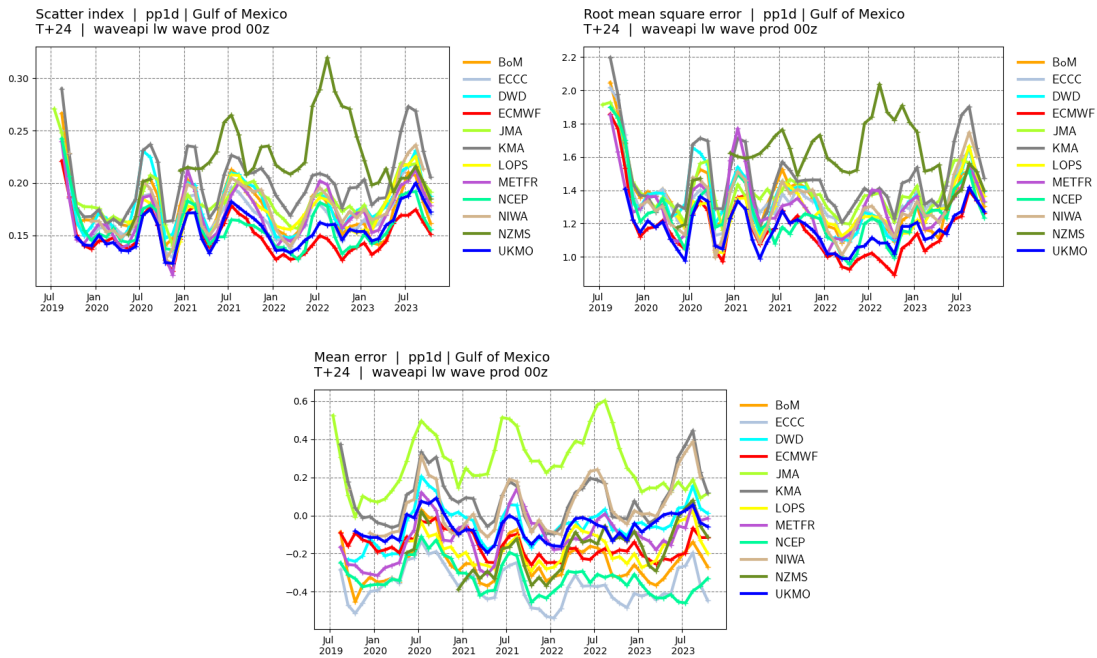 Scatter index | pp1d | Gulf of Mexico
T+24 | waveapi lw wave prod 00z
0.30
0.25
0.20
0.15
Jul 2019
Jan 2020
Jul 2020
Jan 2021
Jul 2021
Jan 2022
Jul 2022
Jan 2023
Jul 2023
BoM
ECCC
DWD
ECMWF
JMA
KMA
LOPS
METFR
NCEP
NIWA
NZMS
UKMO
Root mean square error | pp1d | Gulf of Mexico
T+24 | waveapi lw wave prod 00z
2.2
2.0
1.8
1.6
1.4
1.2
1.0
Jul 2019
Jan 2020
Jul 2020
Jan 2021
Jul 2021
Jan 2022
Jul 2022
Jan 2023
Jul 2023
BoM
ECCC
DWD
ECMWF
JMA
KMA
LOPS
METFR
NCEP
NIWA
NZMS
UKMO
Mean error | pp1d | Gulf of Mexico
T+24 | waveapi lw wave prod 00z
0.6
0.4
0.2
0.0
−0.2
−0.4
Jul 2019
Jan 2020
Jul 2020
Jan 2021
Jul 2021
Jan 2022
Jul 2022
Jan 2023
Jul 2023
BoM
ECCC
DWD
ECMWF
JMA
KMA
LOPS
METFR
NCEP
NIWA
NZMS
UKMO